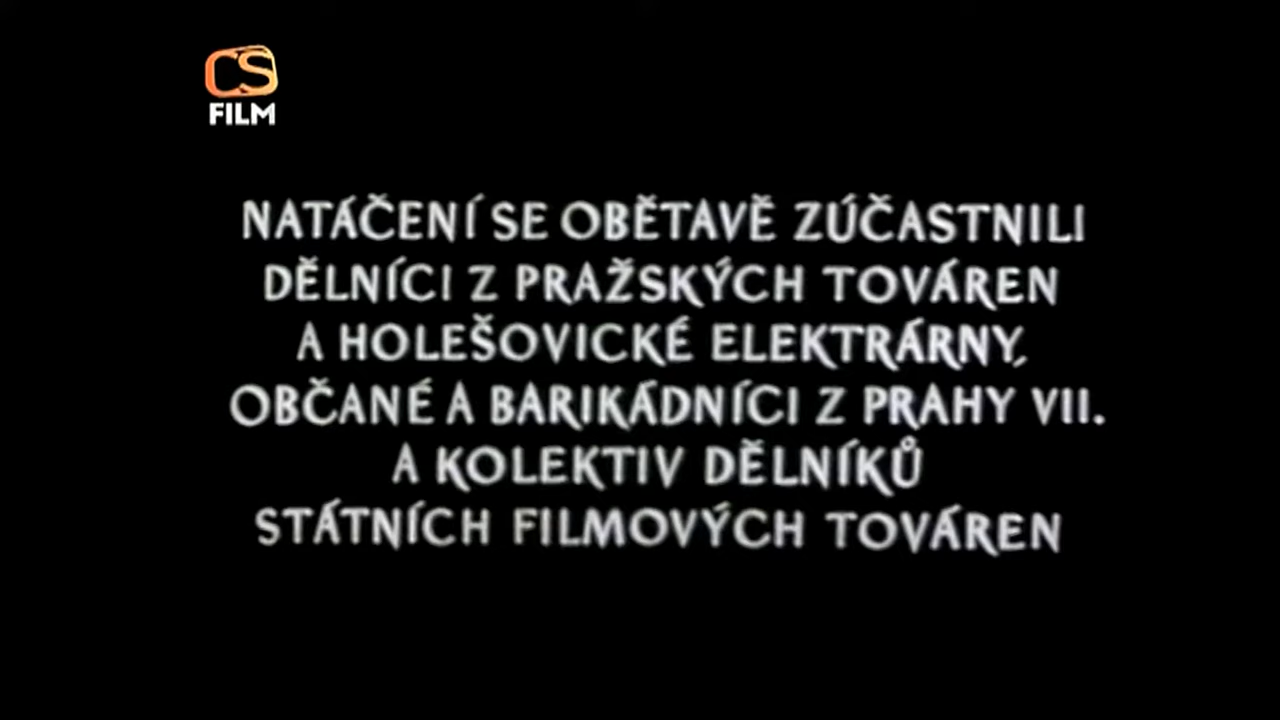 CS
FILM
NATÁČENÍ SE OBĚTAVĚ ZÚČASTNILI
DĚLNÍCI Z PRAŽSKÝCH TOVÁREN
A HOLEŠOVICKÉ ELEKTRÁRNY,
OBČANÉ A BARIKÁDNÍCI Z PRAHY VII.
A KOLEKTIV DĚLNÍKŮ
STÁTNÍCH FILMOVÝCH TOVÁREN